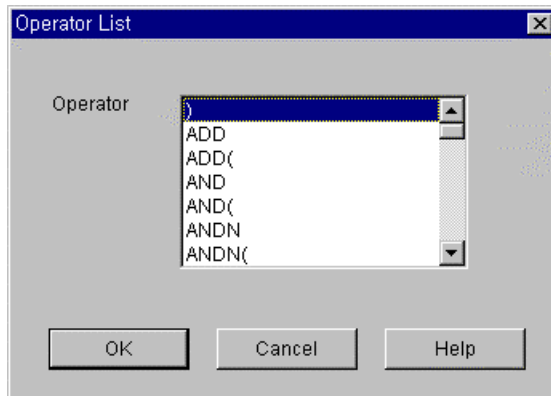 Operator List
Operator
)
ADD
ADD(
AND
AND(
ANDN
ANDN(
OK Cancel Help